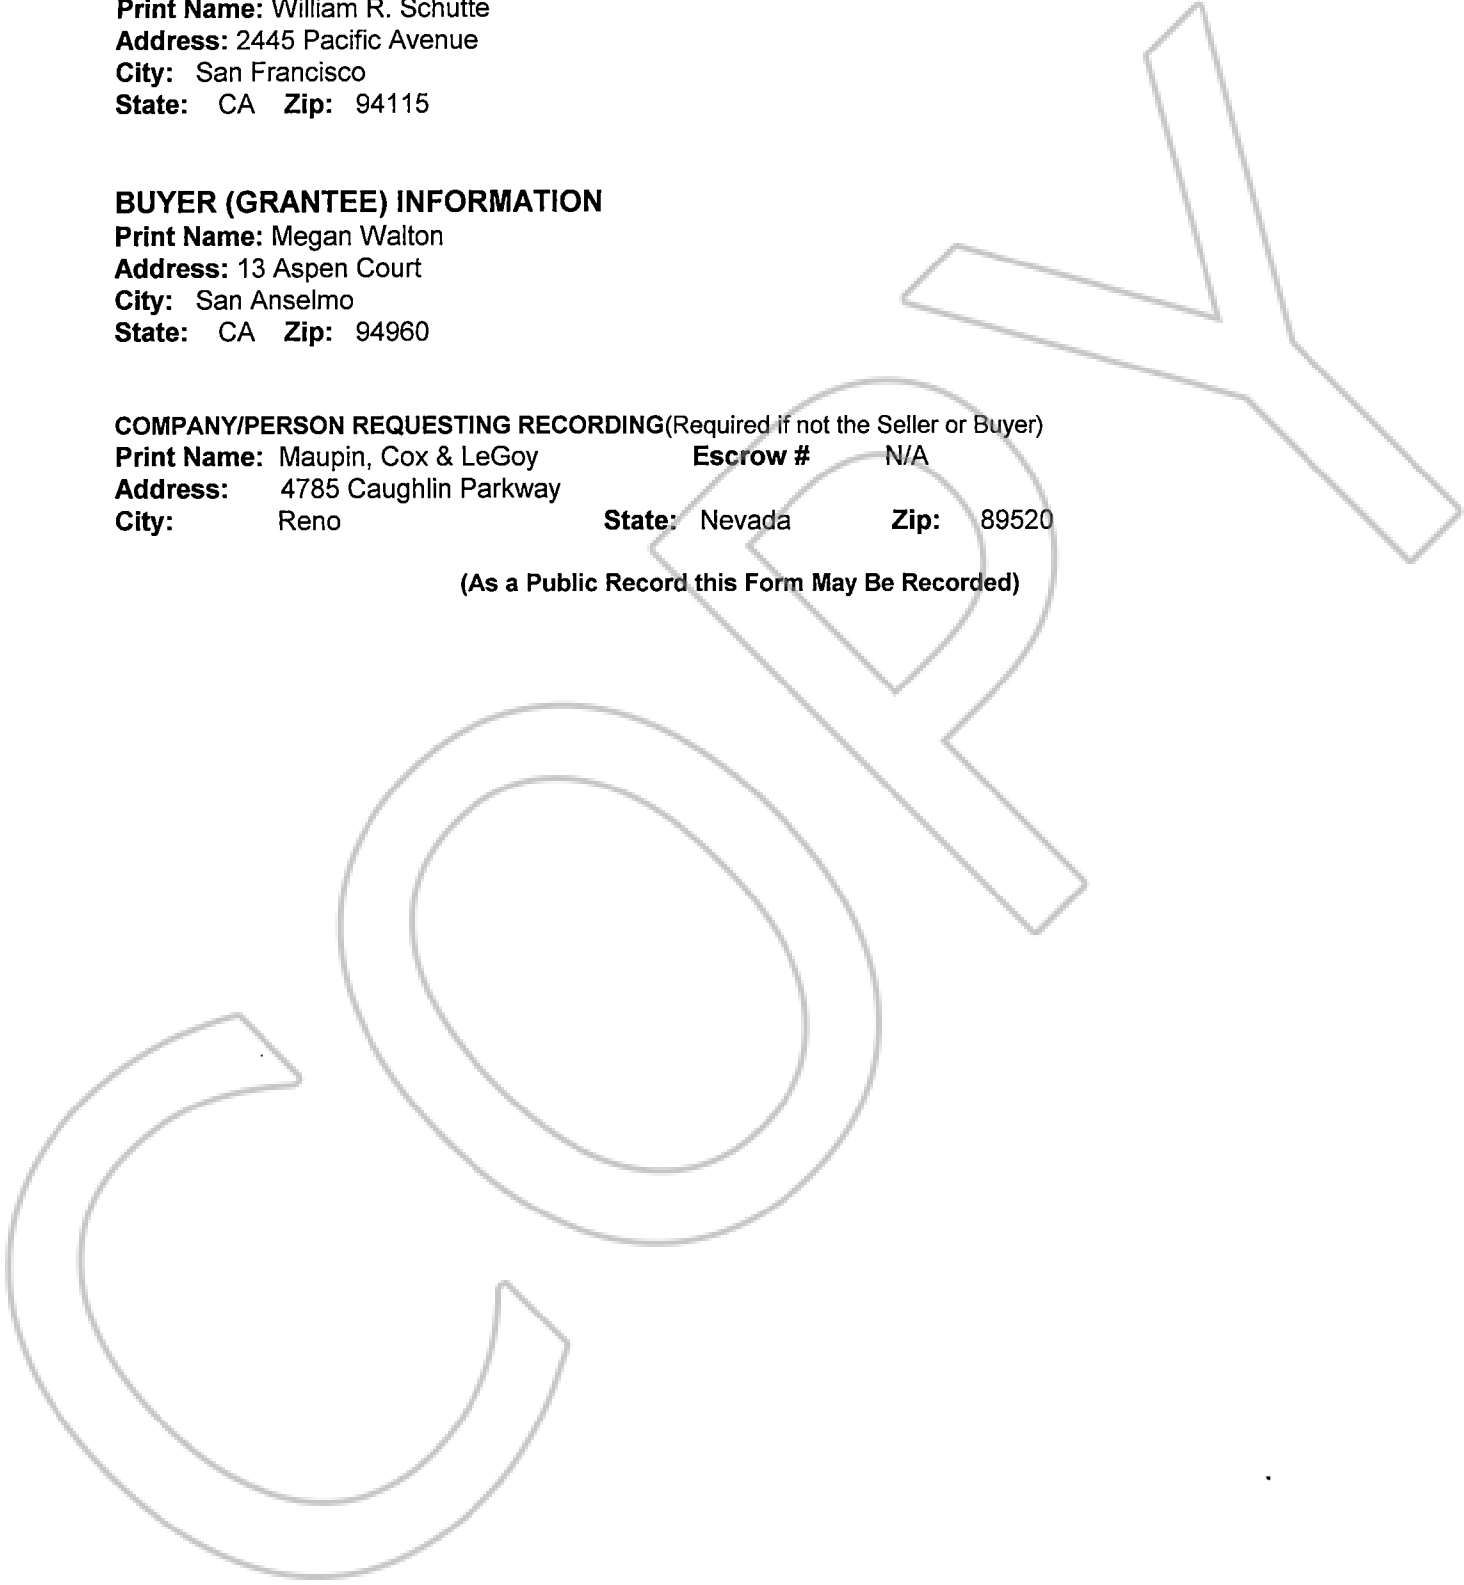 Print Name: William R. Schutte
Address: 2445 Pacific Avenue
City: San Francisco
State: CA Zip: 94115
BUYER (GRANTEE) INFORMATION
Print Name: Megan Walton
Address: 13 Aspen Court
City: San Anselmo
State: CA Zip: 94960
COMPANY/PERSON REQUESTING RECORDING(Required if not the Seller or Buyer)
Print Name: Maupin, Cox & LeGoy Escrow # N/A
Address: 4785 Caughlin Parkway
City: Reno State: Nevada Zip: 89520
(As a Public Record this Form May Be Recorded)
COPY